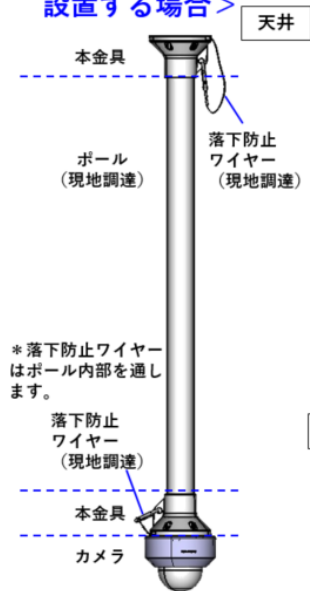 設置する場合＞
天井
本金具
落下防止
ワイヤー
（現地調達）
ポール
（現地調達）
＊落下防止ワイヤー
はポール内部を通し
ます。
落下防止
ワイヤー
（現地調達）
本金具
カメラ